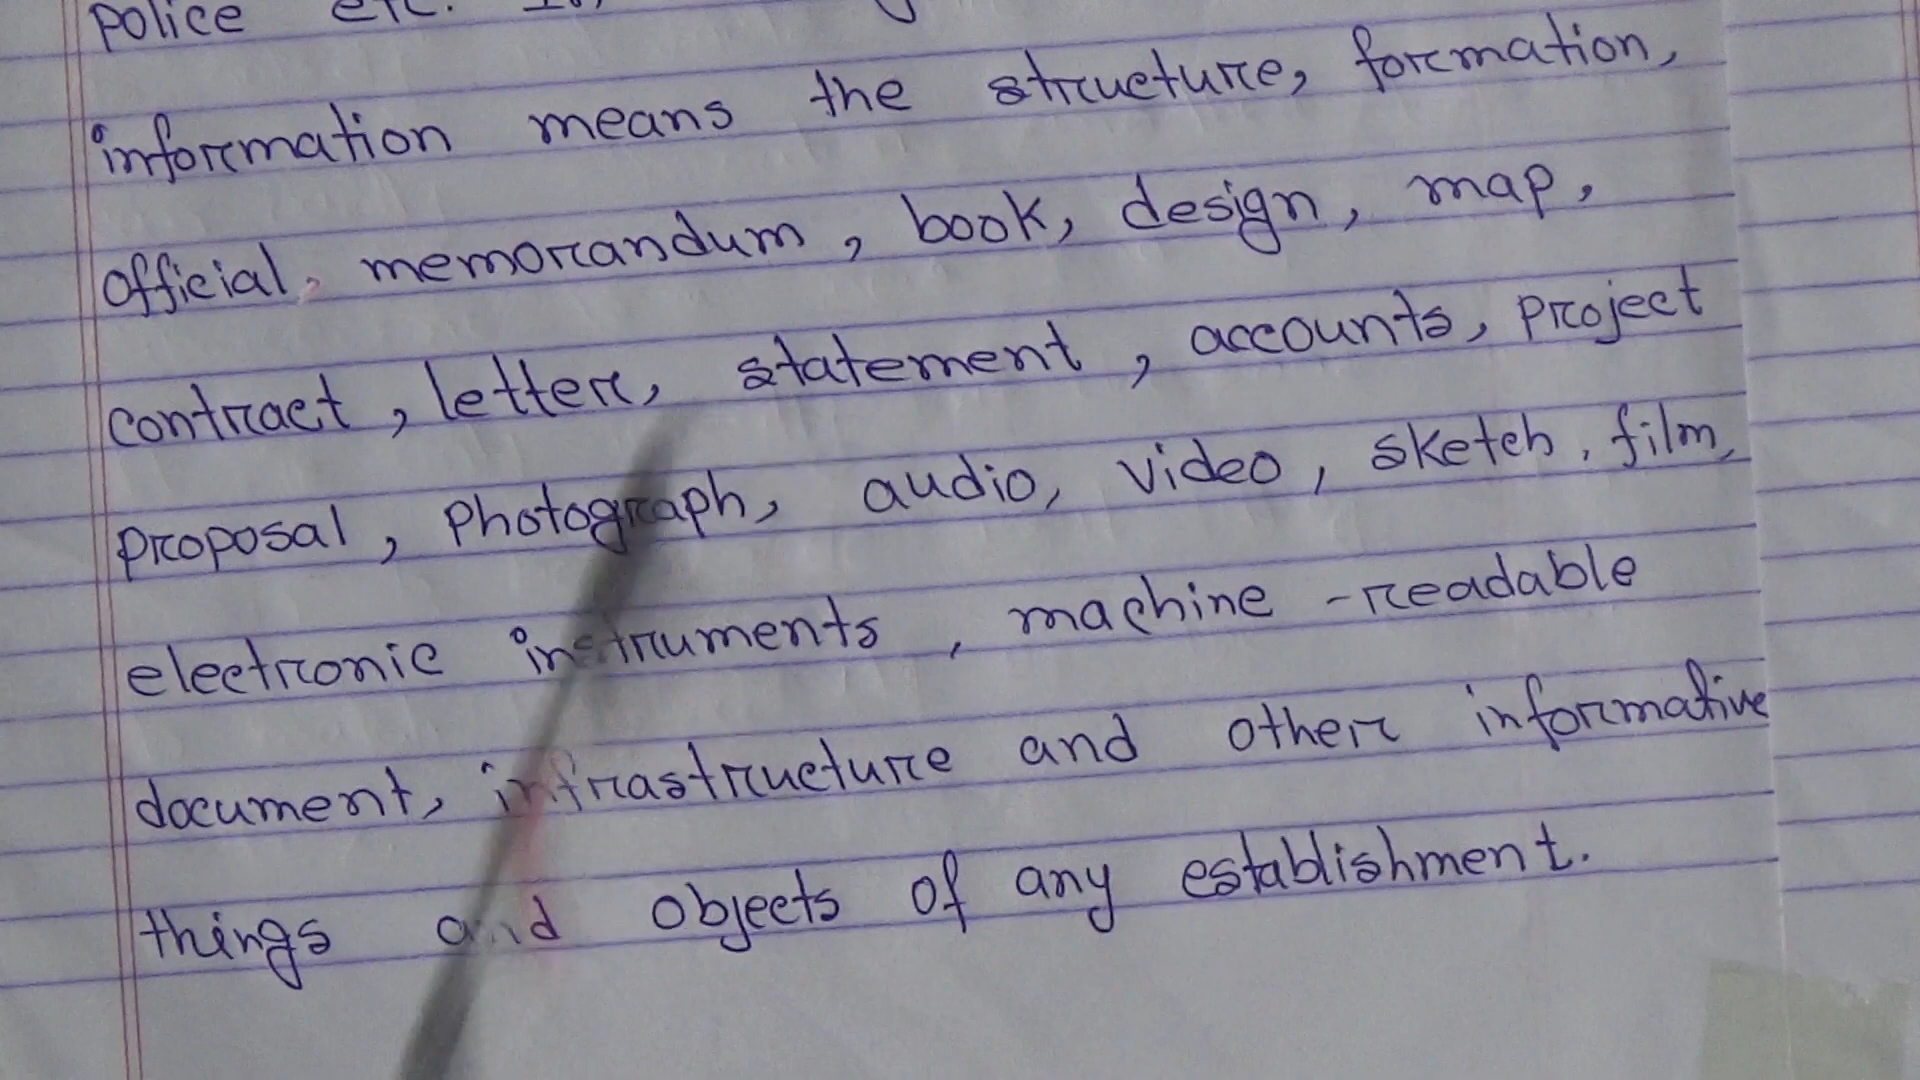 police etc.
information means the structure, formation,
official, memorandum, book, design, map,
contract, letter, statement, accounts, project
proposal, photograph, audio, video, sketch, film,
electronic instruments, machine-readable
document, infrastructure and other informative
things and objects of any establishment.